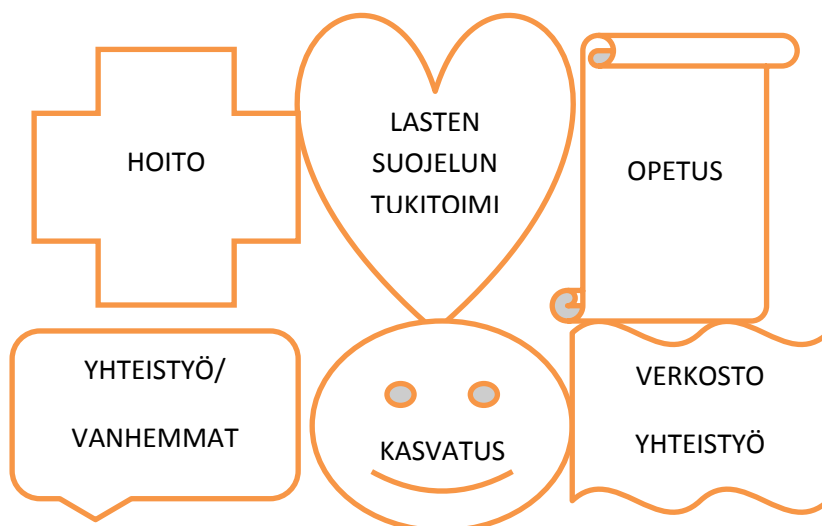 HOITO
LASTEN
SUOJELUN
TUKITOIMI
OPETUS
YHTEISTYÖ/
VANHEMMAT
KASVATUS
VERKOSTO
YHTEISTYÖ